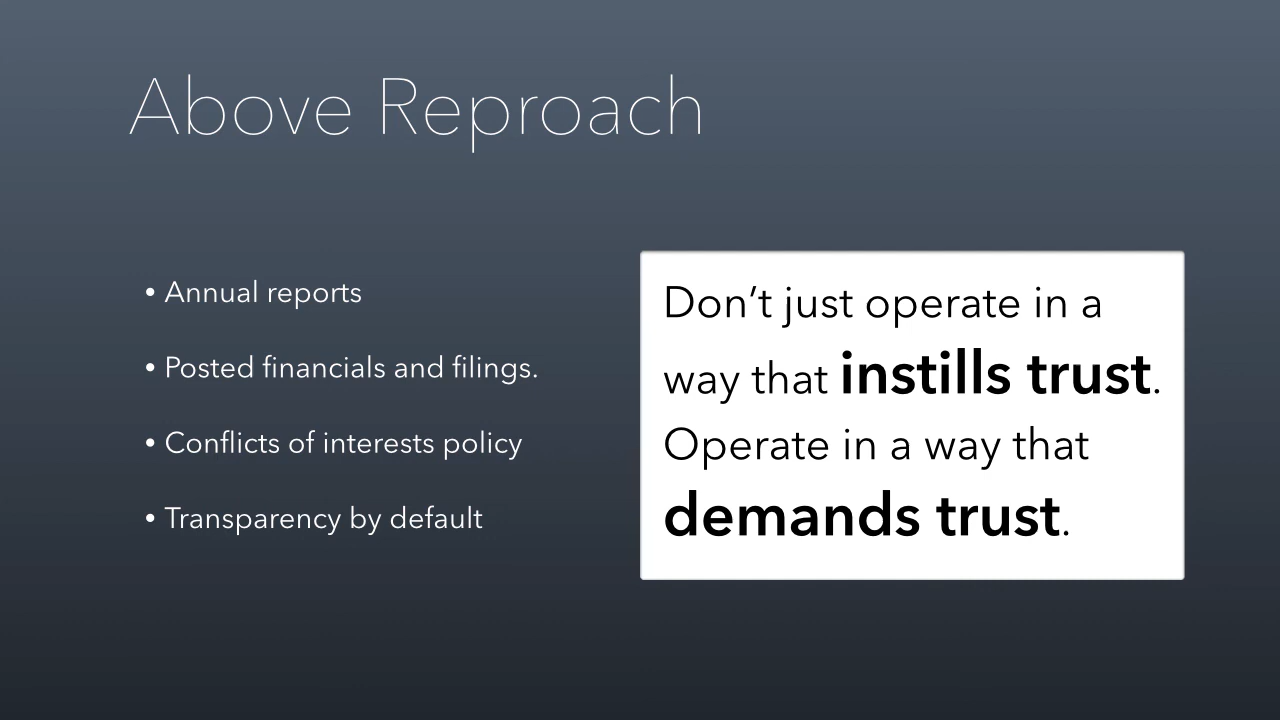 Above Reproach
• Annual reports
• Posted financials and filings.
• Conflicts of interests policy
• Transparency by default
Don’t just operate in a
way that instills trust.
Operate in a way that
demands trust.